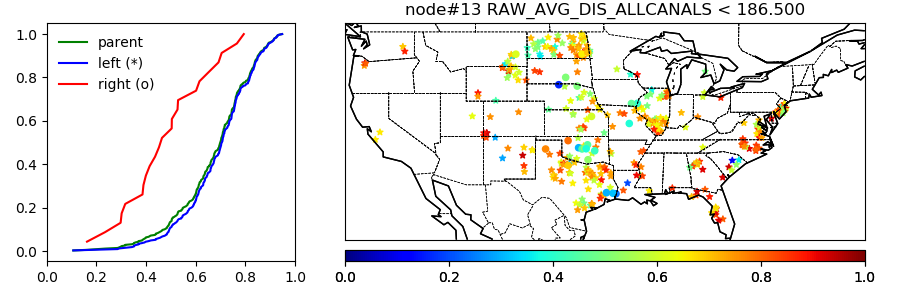 node#13 RAW_AVG_DIS_ALLCANALS < 186.500
1.0
0.8
0.6
0.4
0.2
0.0
parent
left (*)
right (o)
0.0 0.2 0.4 0.6 0.8 1.0
0.0 0.2 0.4 0.6 0.8 1.0